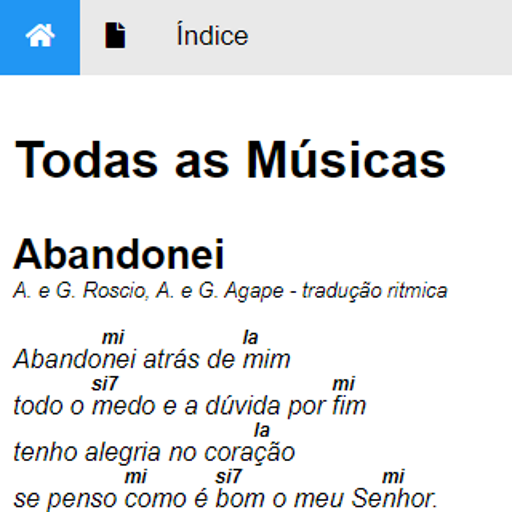 Índice
Todas as Músicas
Abandonei
A. e G. Roscio, A. e G. Agape - tradução ritmica
mi la
Abandonei atrás de mim
si7 mi
todo o medo e a dúvida por fim
la
tenho alegria no coração
mi si7 mi
se penso como é bom o meu Senhor.